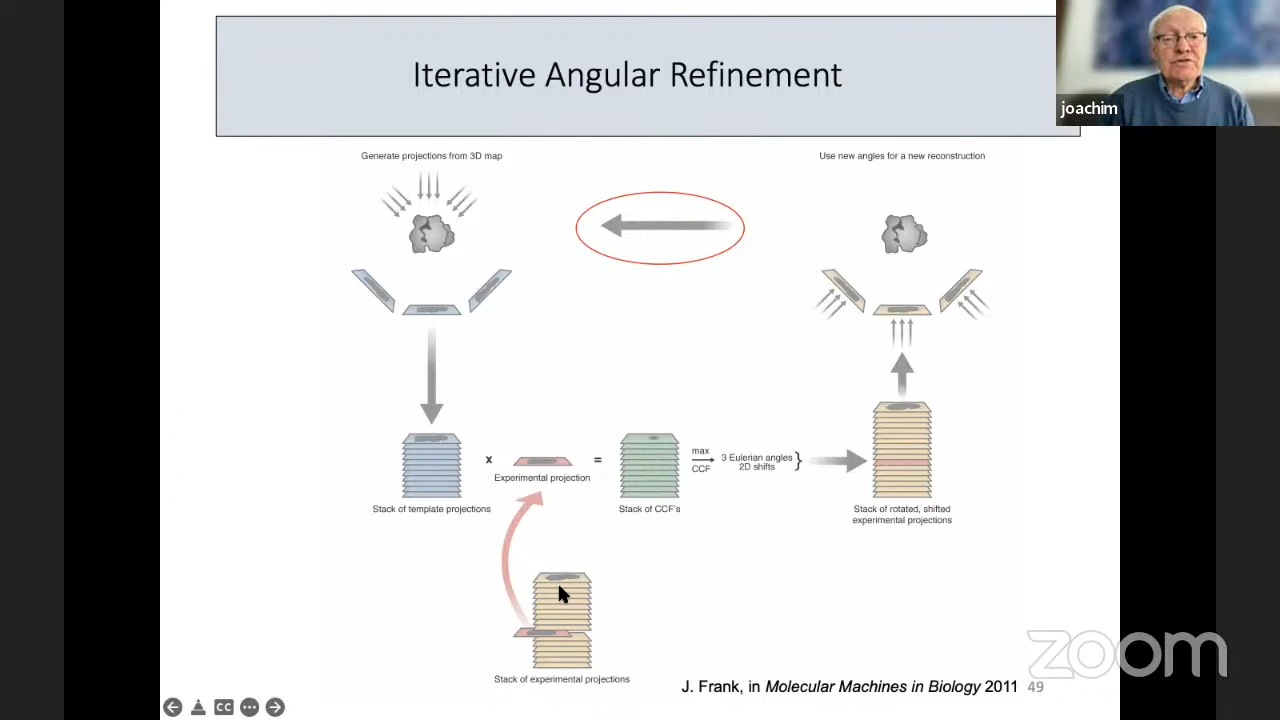 Iterative Angular Refinement
joachim
Generate projections from 3D map
Use new angles for a new reconstruction
x
Experimental projection
=
max
CCF
3 Eulerian angles
2D shifts
}
Stack of template projections
Stack of CCF's
Stack of rotated, shifted
experimental projections
Stack of experimental projections
zoom
J. Frank, in Molecular Machines in Biology 2011
49
CC